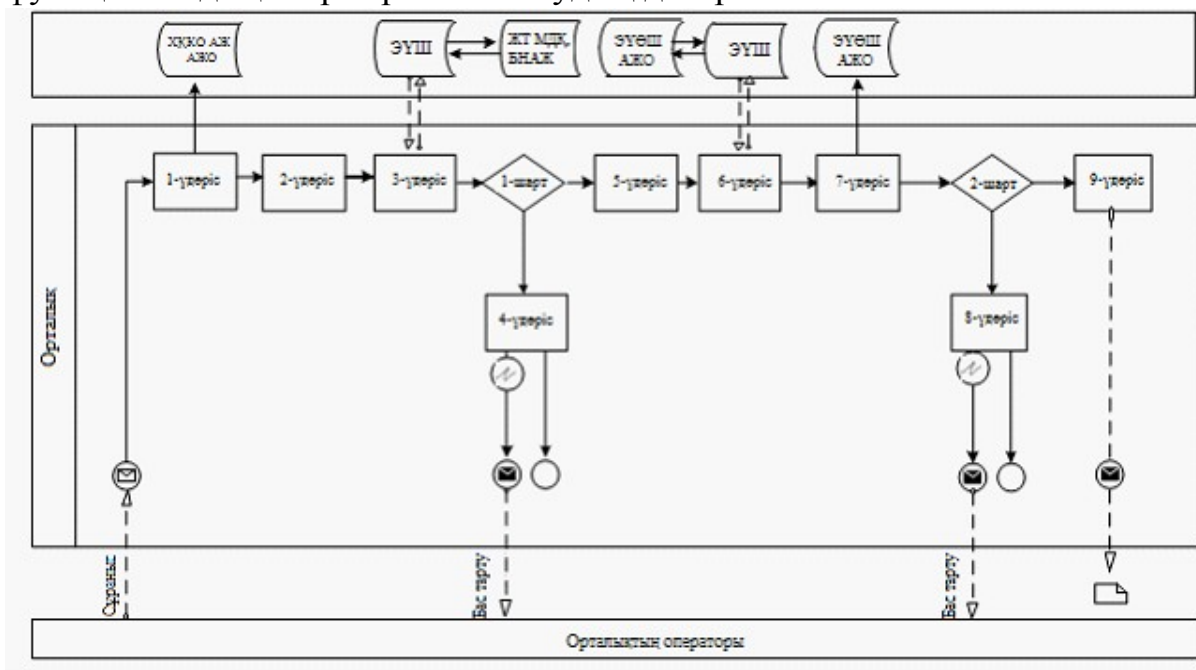 ХҚКО АЖ
АЖО
ЭҮШ
ЖТ МДҚ,
БНАЖ
ЭҮӨШ
АЖО
ЭҮШ
ЭҮӨШ
АЖО
1-үдеріс
2-үдеріс
3-үдеріс
1-шарт
5-үдеріс
6-үдеріс
7-үдеріс
2-шарт
9-үдеріс
4-үдеріс
8-үдеріс
Орталық
Сұраныс
Бас тарту
Бас тарту
Орталықтың операторы